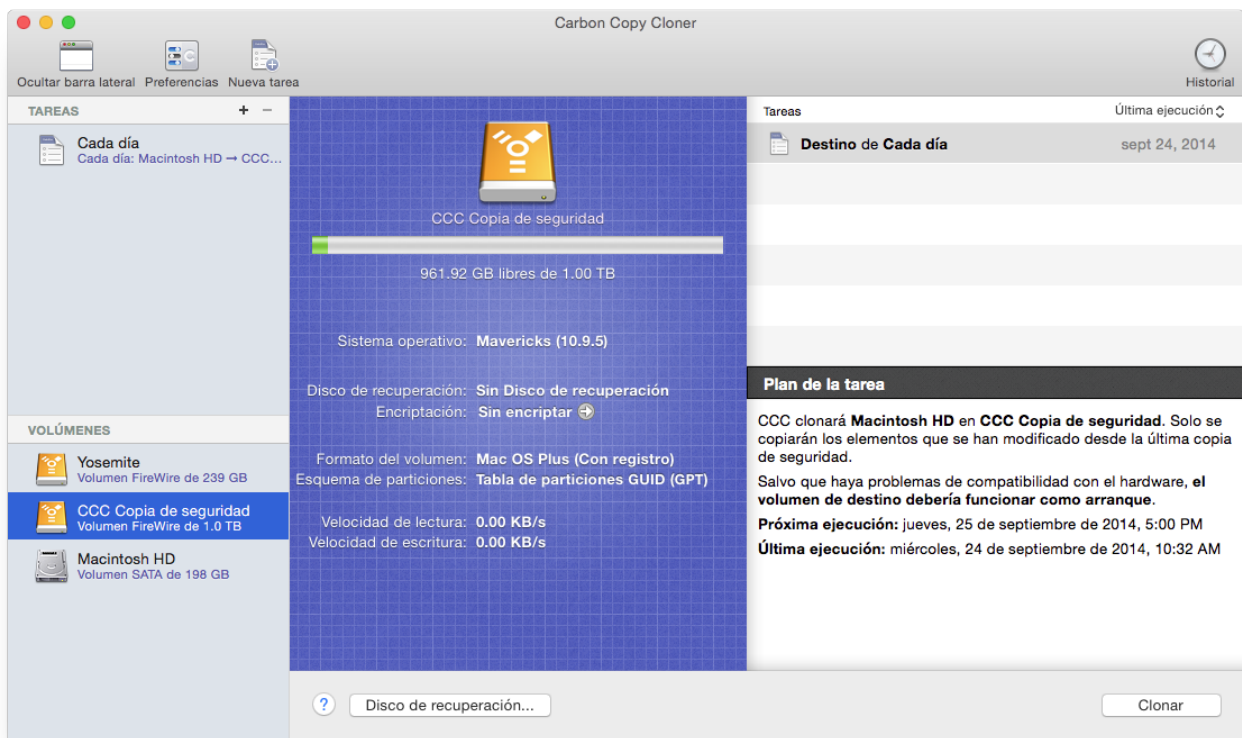 Carbon Copy Cloner
Ocultar barra lateral
Preferencias
Nueva tarea
Historial
TAREAS
+ −
Cada día
Cada día: Macintosh HD → CCC...
VOLÚMENES
Yosemite
Volumen FireWire de 239 GB
CCC Copia de seguridad
Volumen FireWire de 1.0 TB
Macintosh HD
Volumen SATA de 198 GB
CCC Copia de seguridad
961.92 GB libres de 1.00 TB
Sistema operativo: Mavericks (10.9.5)
Disco de recuperación: Sin Disco de recuperación
Encriptación: Sin encriptar
Formato del volumen: Mac OS Plus (Con registro)
Esquema de particiones: Tabla de particiones GUID (GPT)
Velocidad de lectura: 0.00 KB/s
Velocidad de escritura: 0.00 KB/s
Tareas
Última ejecución
Destino de Cada día
sept 24, 2014
Plan de la tarea
CCC clonará Macintosh HD en CCC Copia de seguridad. Solo se
copiarán los elementos que se han modificado desde la última copia
de seguridad.
Salvo que haya problemas de compatibilidad con el hardware, el
volumen de destino debería funcionar como arranque.
Próxima ejecución: jueves, 25 de septiembre de 2014, 5:00 PM
Última ejecución: miércoles, 24 de septiembre de 2014, 10:32 AM
?
Disco de recuperación...
Clonar